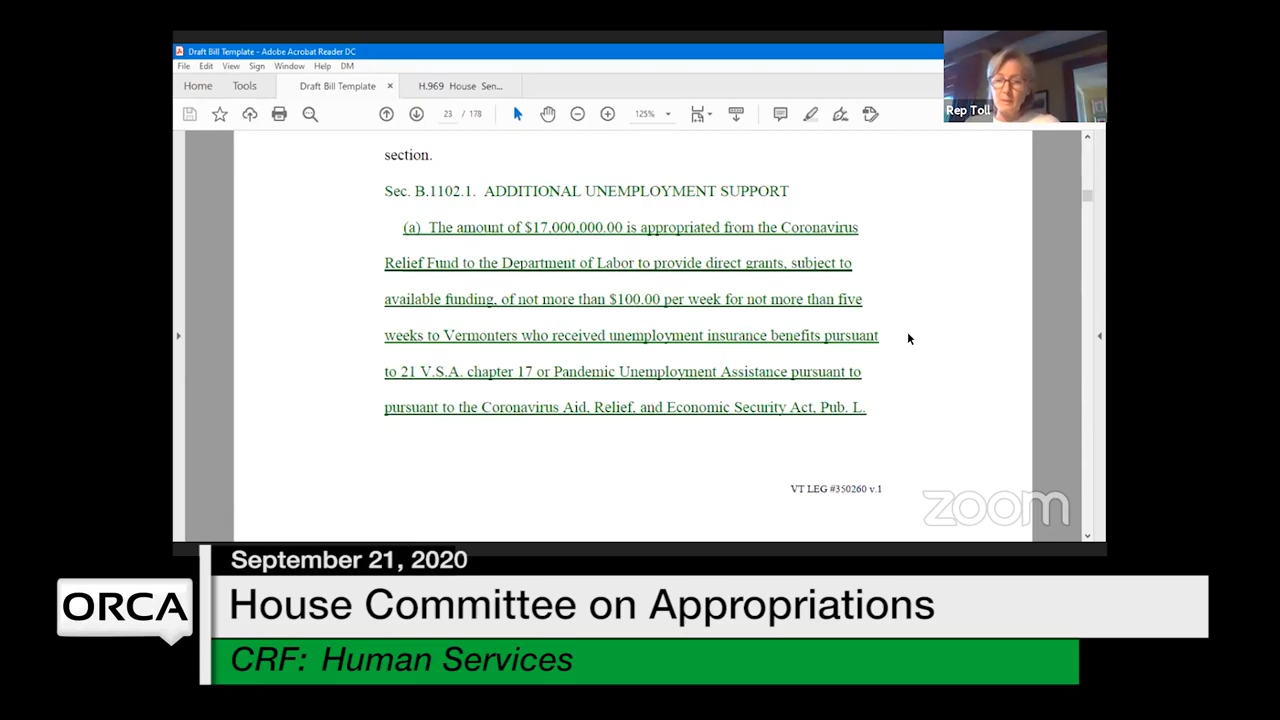 Draft Bill Template - Adobe Acrobat Reader DC
File Edit View Sign Window Help DM
Home Tools Draft Bill Template × H.969 House Sen...
23 / 178 125%
Rep Toll
section.
Sec. B.1102.1. ADDITIONAL UNEMPLOYMENT SUPPORT
(a) The amount of $17,000,000.00 is appropriated from the Coronavirus
Relief Fund to the Department of Labor to provide direct grants, subject to
available funding, of not more than $100.00 per week for not more than five
weeks to Vermonters who received unemployment insurance benefits pursuant
to 21 V.S.A. chapter 17 or Pandemic Unemployment Assistance pursuant to
pursuant to the Coronavirus Aid, Relief, and Economic Security Act, Pub. L.
VT LEG #350260 v.1
zoom
September 21, 2020
ORCA
House Committee on Appropriations
CRF: Human Services